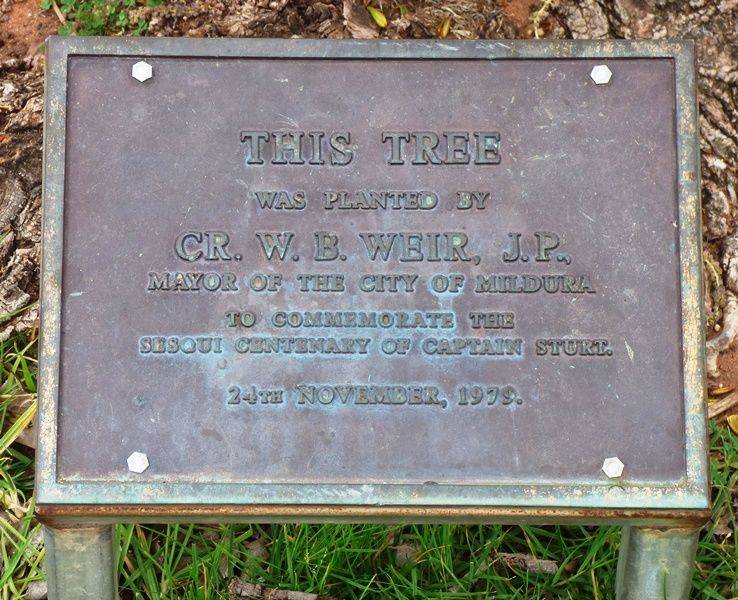 THIS TREE
WAS PLANTED BY
CR. W. B. WEIR, J.P.,
MAYOR OF THE CITY OF MILDURA
TO COMMEMORATE THE
SESQUI CENTENARY OF CAPTAIN STURT.
24TH NOVEMBER, 1979.